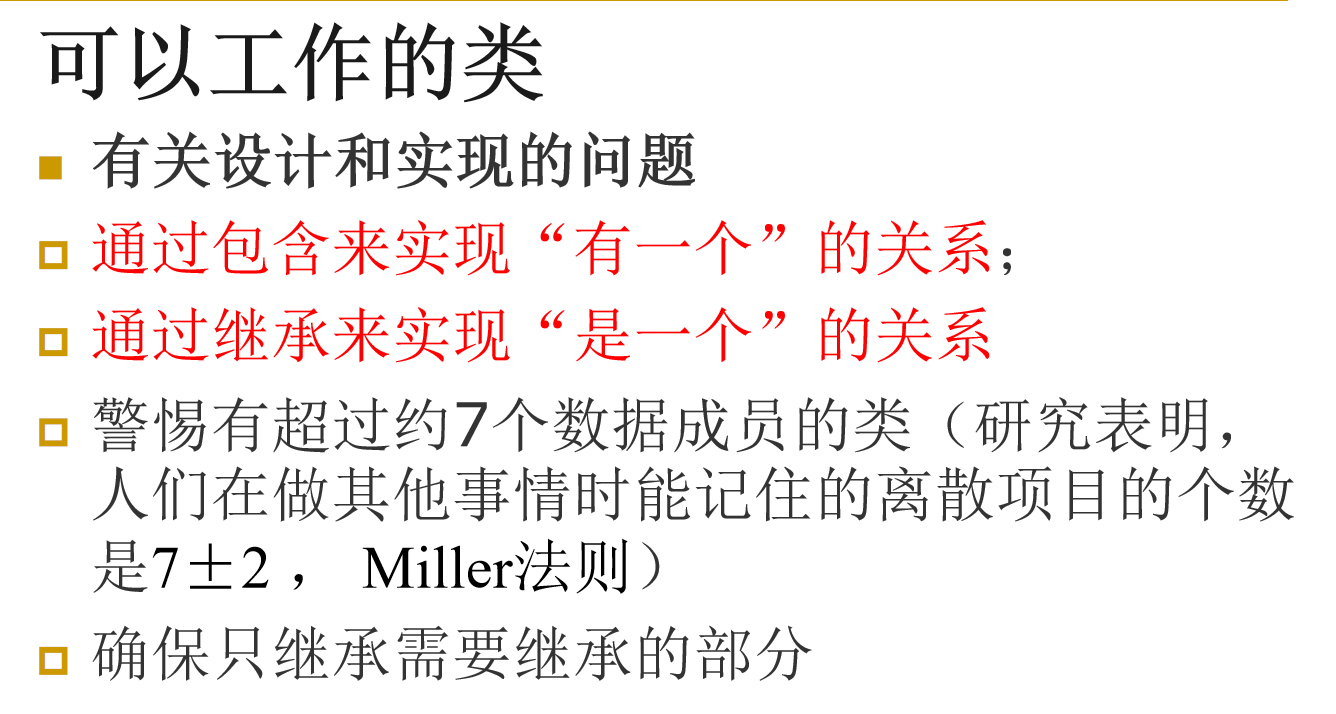 可以工作的类
有关设计和实现的问题
通过包含来实现“有一个”的关系；
通过继承来实现“是一个”的关系
警惕有超过约7个数据成员的类（研究表明，
人们在做其他事情时能记住的离散项目的个数
是7±2 ， Miller法则）
确保只继承需要继承的部分